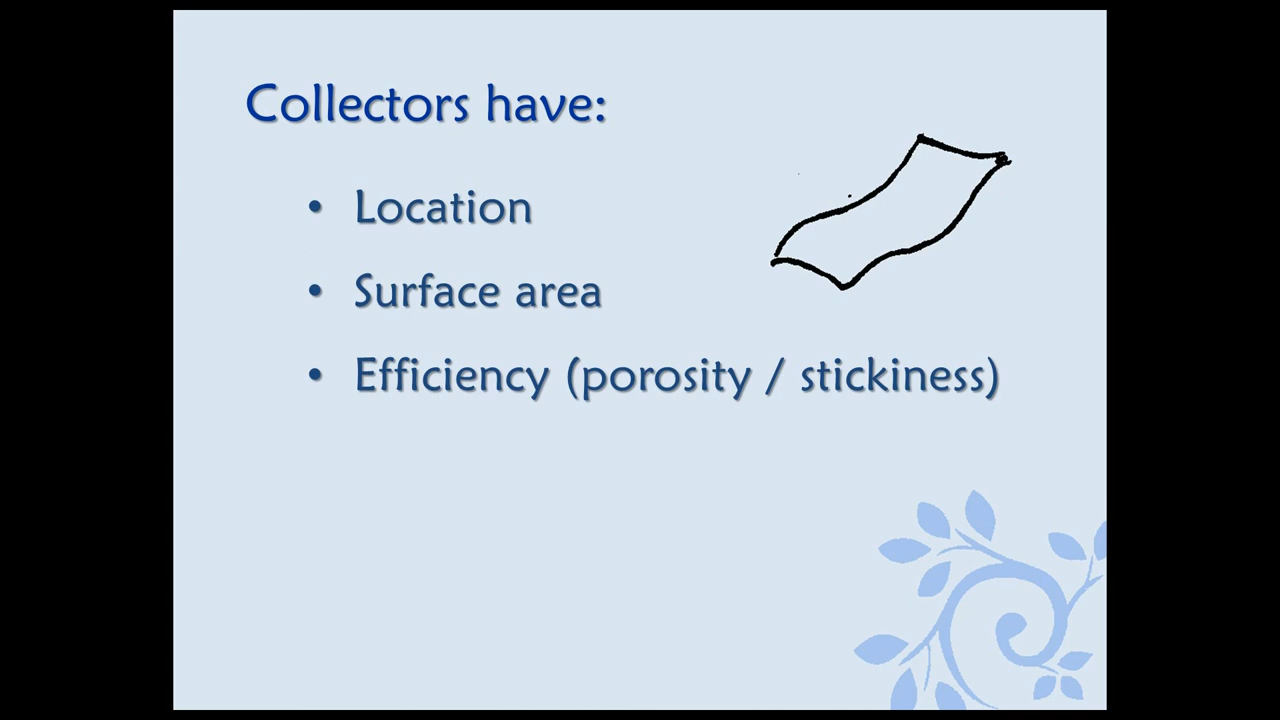 Collectors have:
• Location
• Surface area
• Efficiency (porosity / stickiness)